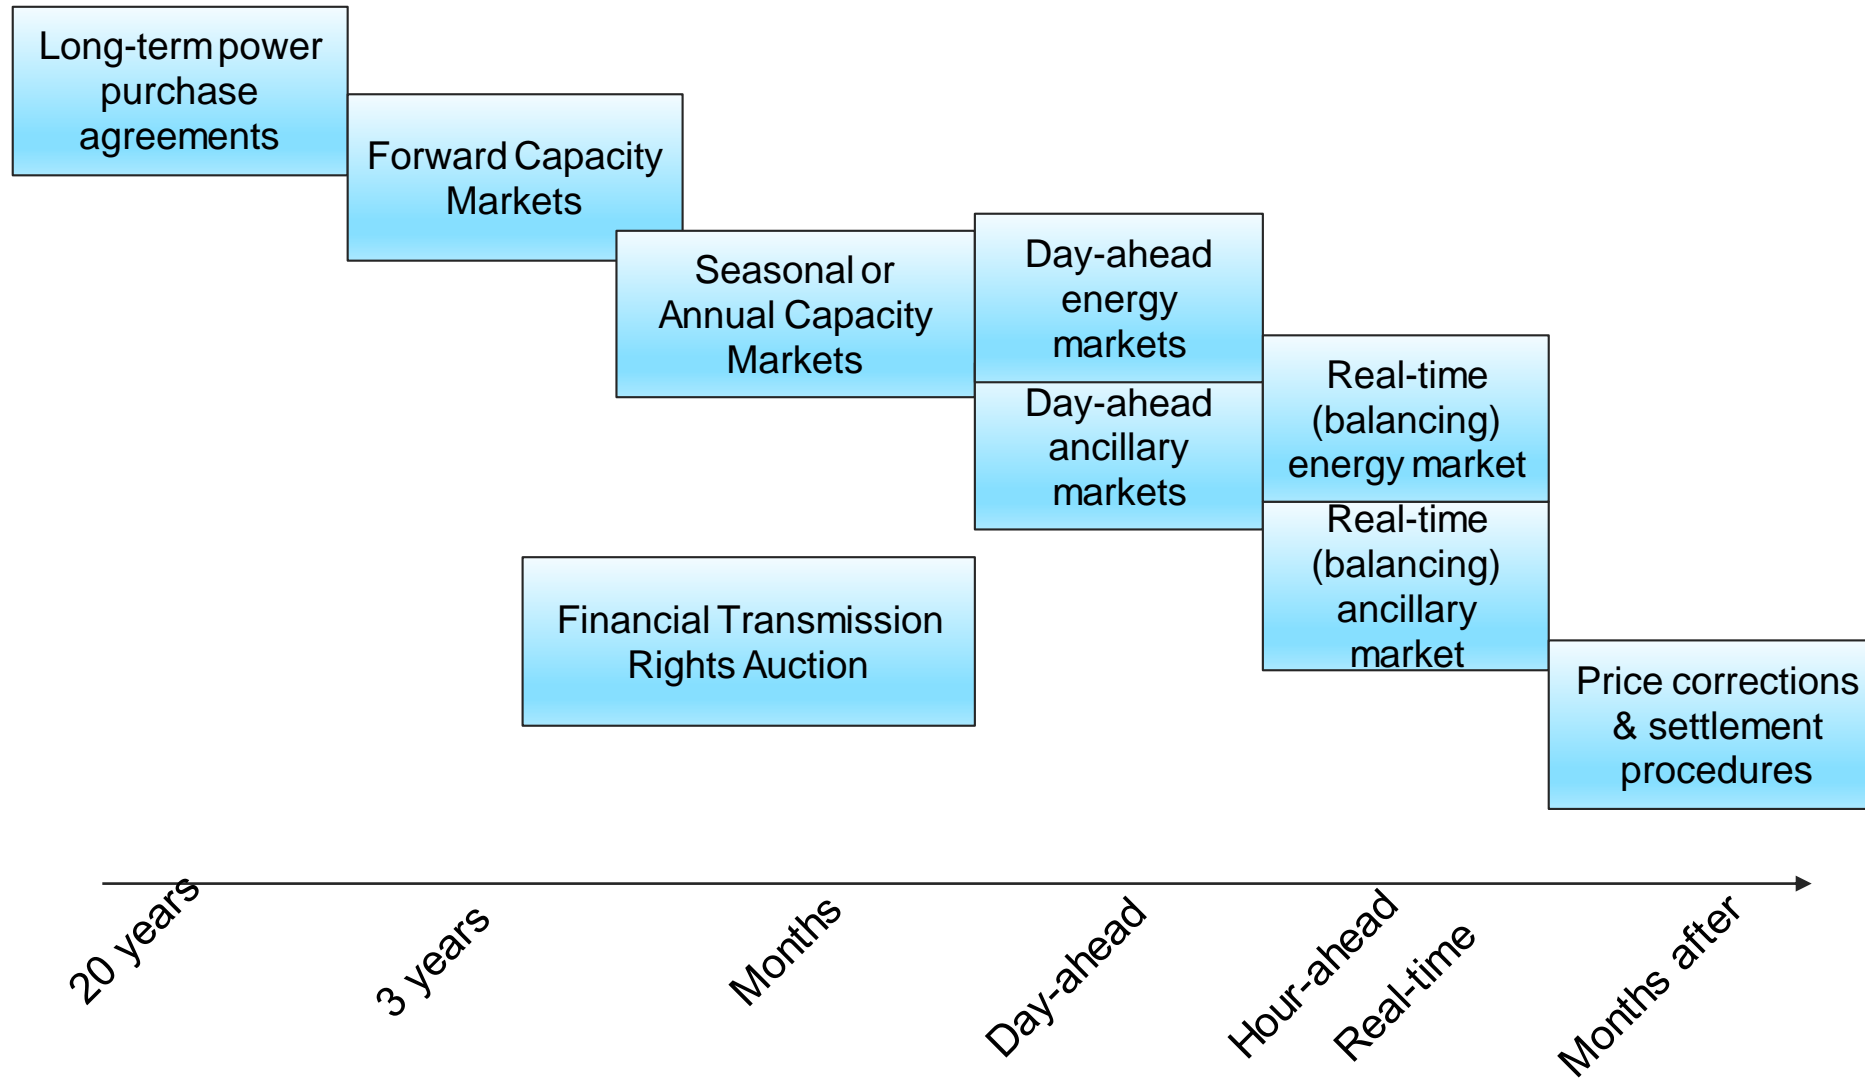 Long-term power
purchase
agreements
Forward Capacity
Markets
Seasonal or
Annual Capacity
Markets
Day-ahead
energy
markets
Day-ahead
ancillary
markets
Real-time
(balancing)
energy market
Real-time
(balancing)
ancillary
market
Financial Transmission
Rights Auction
Price corrections
& settlement
procedures
20 years
3 years
Months
Day-ahead
Hour-ahead
Real-time
Months after